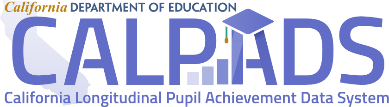 California DEPARTMENT OF EDUCATION
CALPADS
California Longitudinal Pupil Achievement Data System